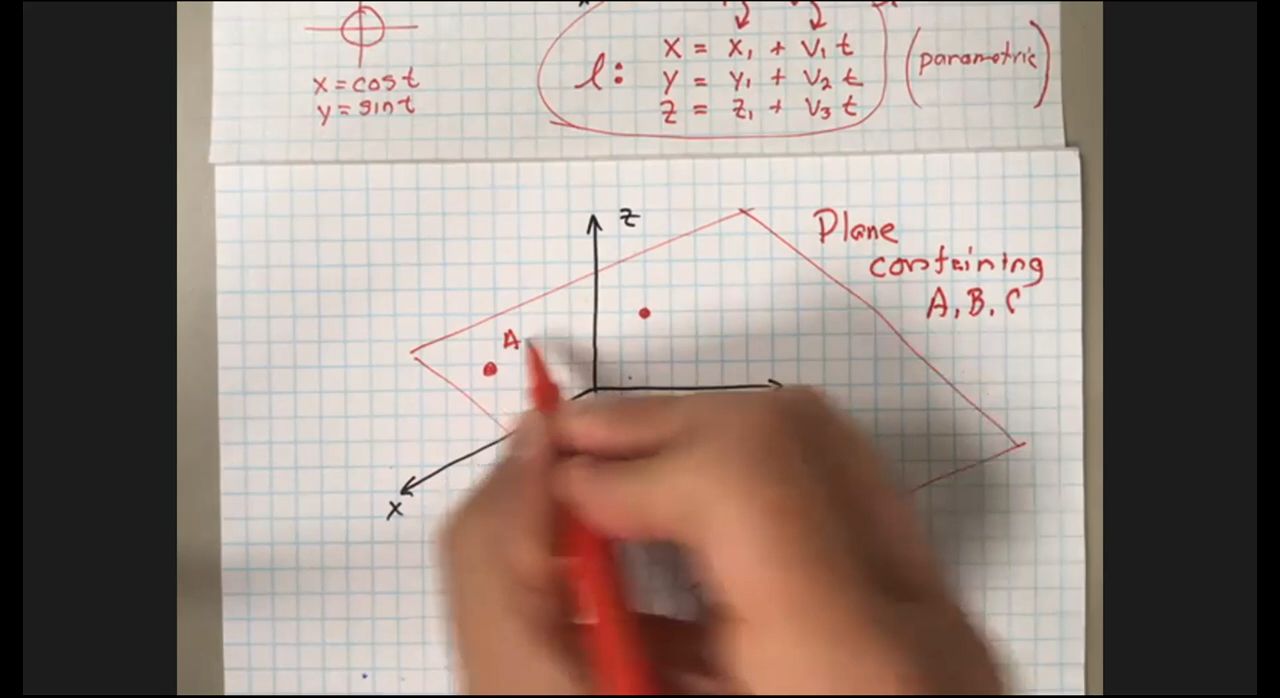 x = cos t
y = sin t
l:
x = x₁ + v₁ t
y = y₁ + v₂ t
z = z₁ + v₃ t
(parametric)
z
Plane
containing
A, B, C
A
x